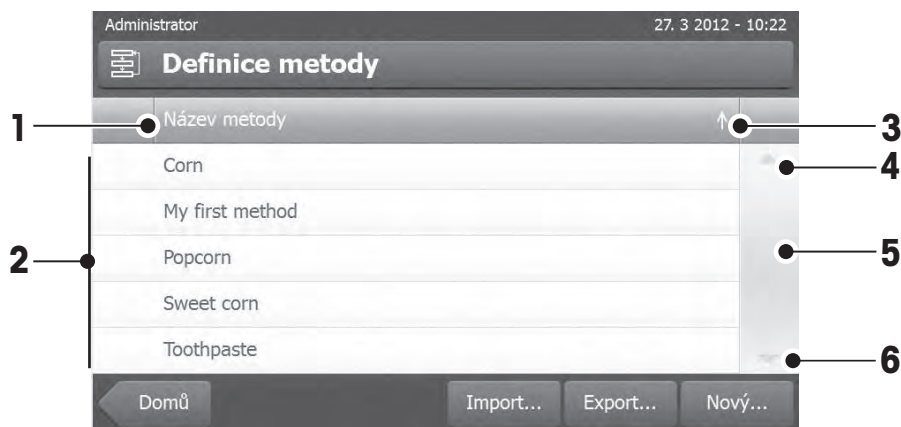 Administrator 27. 3 2012 - 10:22
Definice metody
1 Název metody 3
Corn 4
My first method
2 Popcorn 5
Sweet corn
Toothpaste 6
Domů Import... Export... Nový...